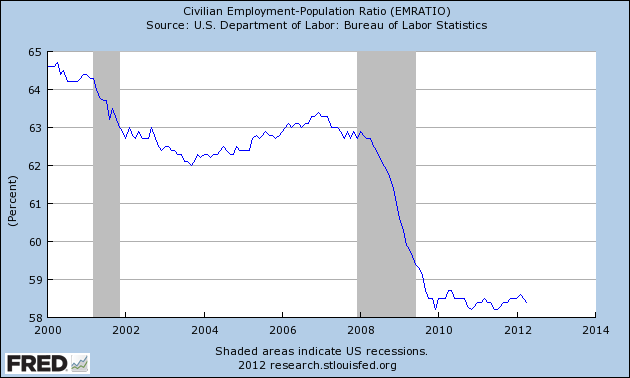 Civilian Employment-Population Ratio (EMRATIO)
Source: U.S. Department of Labor: Bureau of Labor Statistics
65
64
63
62
61
60
59
58
(Percent)
2000 2002 2004 2006 2008 2010 2012 2014
Shaded areas indicate US recessions.
2012 research.stlouisfed.org
FRED